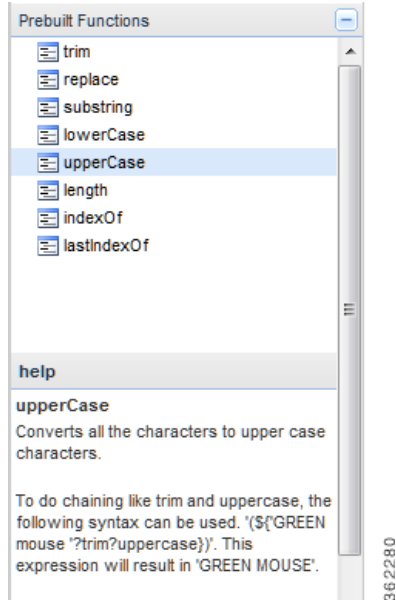 Prebuilt Functions
trim
replace
substring
lowerCase
upperCase
length
indexOf
lastIndexOf
help
upperCase
Converts all the characters to upper case
characters.
To do chaining like trim and uppercase, the
following syntax can be used. '(${'GREEN
mouse '?trim?uppercase})'. This
expression will result in 'GREEN MOUSE'.
362280